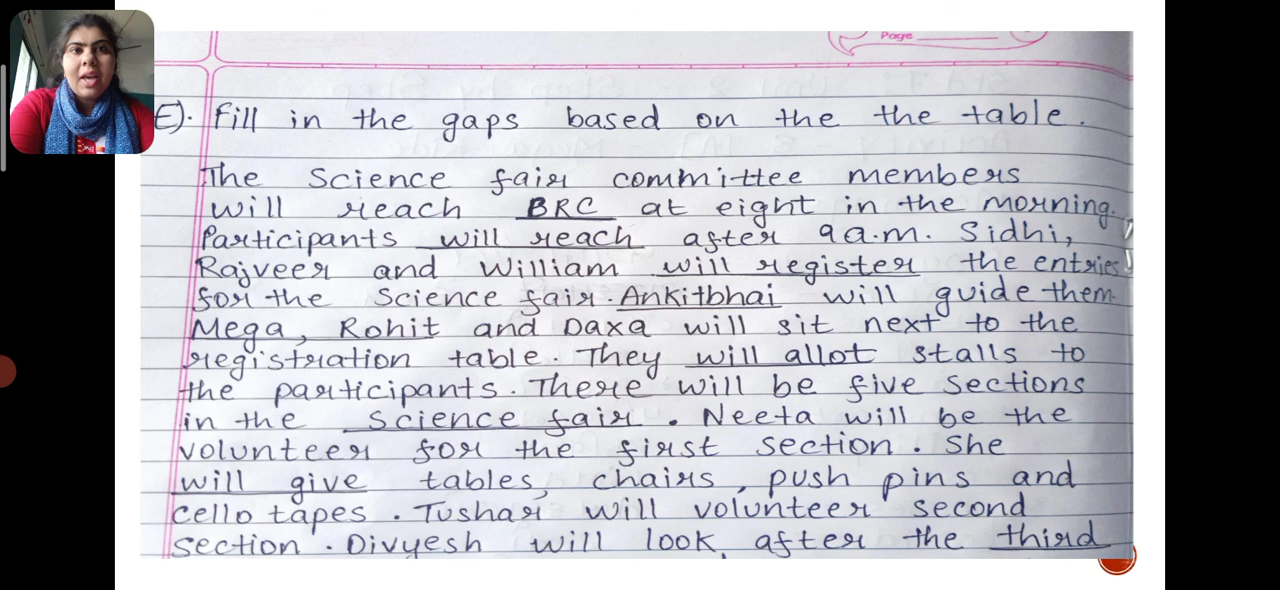 Page
E). Fill in the gaps based on the the table.
The Science fair committee members
will reach BRC at eight in the morning.
Participants will reach after 9a.m. Sidhi,
Rajveer and William will register the entries
for the Science fair. Ankitbhai will guide them.
Mega, Rohit and Daxa will sit next to the
registration table. They will allot stalls to
the participants. There will be five sections
in the Science fair. Neeta will be the
volunteer for the first section. She
will give tables, chairs, push pins and
cello tapes. Tushar will volunteer second
section. Divyesh will look after the third